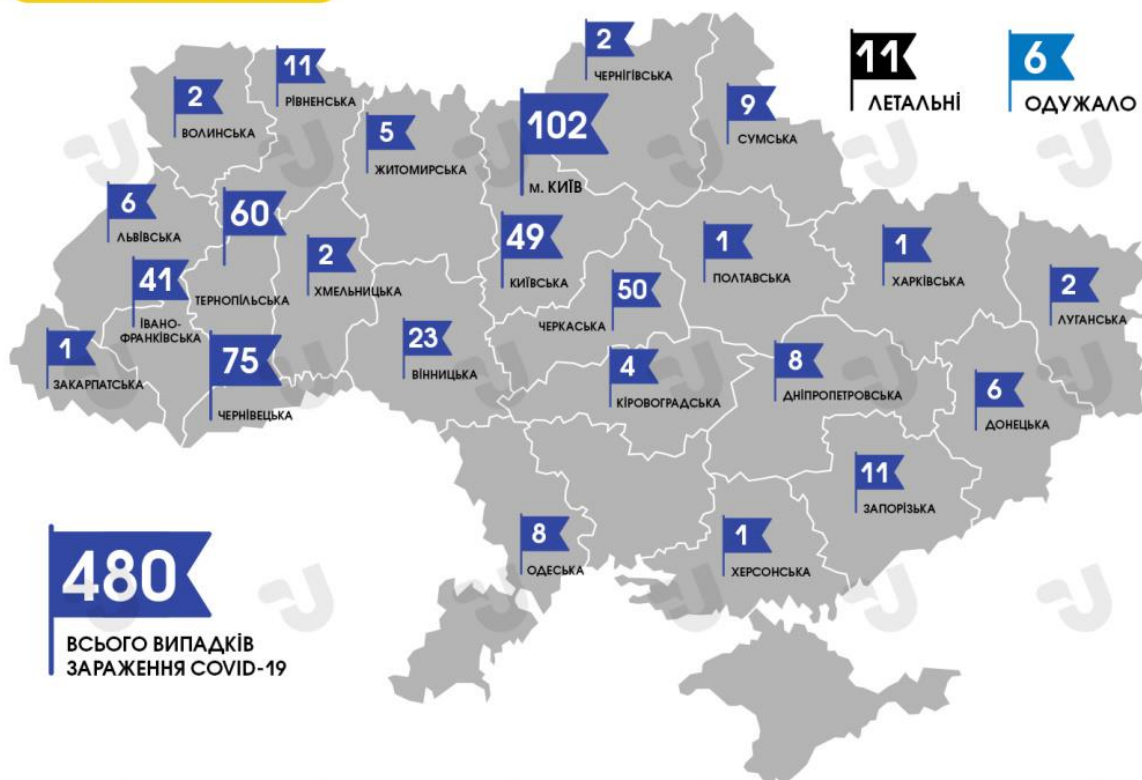 2
ЧЕРНІГІВСЬКА
11
ЛЕТАЛЬНІ
6
ОДУЖАЛО
11
РІВНЕНСЬКА
2
ВОЛИНСЬКА
5
ЖИТОМИРСЬКА
102
м. КИЇВ
9
СУМСЬКА
6
ЛЬВІВСЬКА
60
ТЕРНОПІЛЬСЬКА
2
ХМЕЛЬНИЦЬКА
49
КИЇВСЬКА
1
ПОЛТАВСЬКА
1
ХАРКІВСЬКА
2
ЛУГАНСЬКА
41
ІВАНО-
ФРАНКІВСЬКА
50
ЧЕРКАСЬКА
1
ЗАКАРПАТСЬКА
75
ЧЕРНІВЕЦЬКА
23
ВІННИЦЬКА
4
КІРОВОГРАДСЬКА
8
ДНІПРОПЕТРОВСЬКА
6
ДОНЕЦЬКА
11
ЗАПОРІЗЬКА
8
ОДЕСЬКА
1
ХЕРСОНСЬКА
480
ВСЬОГО ВИПАДКІВ
ЗАРАЖЕННЯ COVID-19